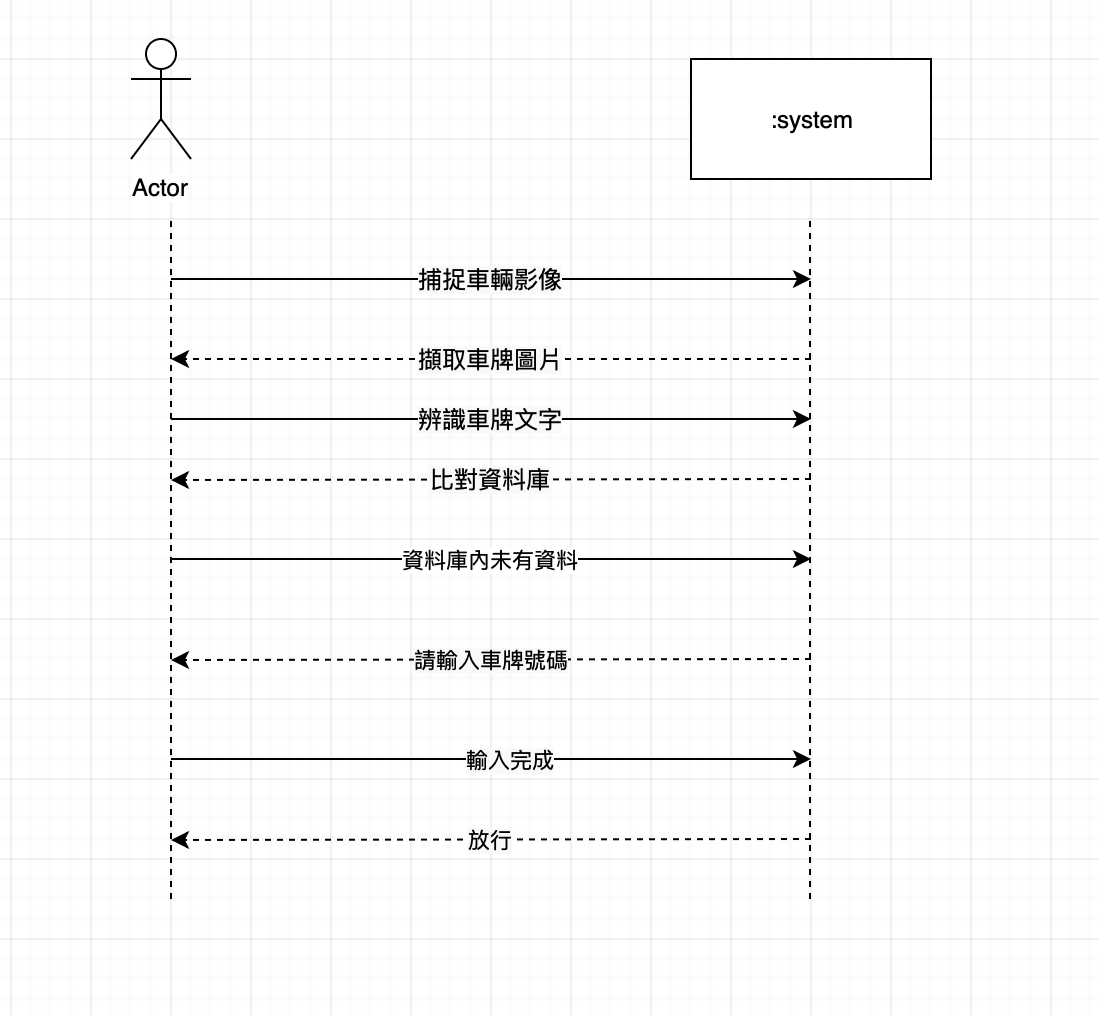 :system
Actor
捕捉車輛影像
擷取車牌圖片
辨識車牌文字
比對資料庫
資料庫內未有資料
請輸入車牌號碼
輸入完成
放行